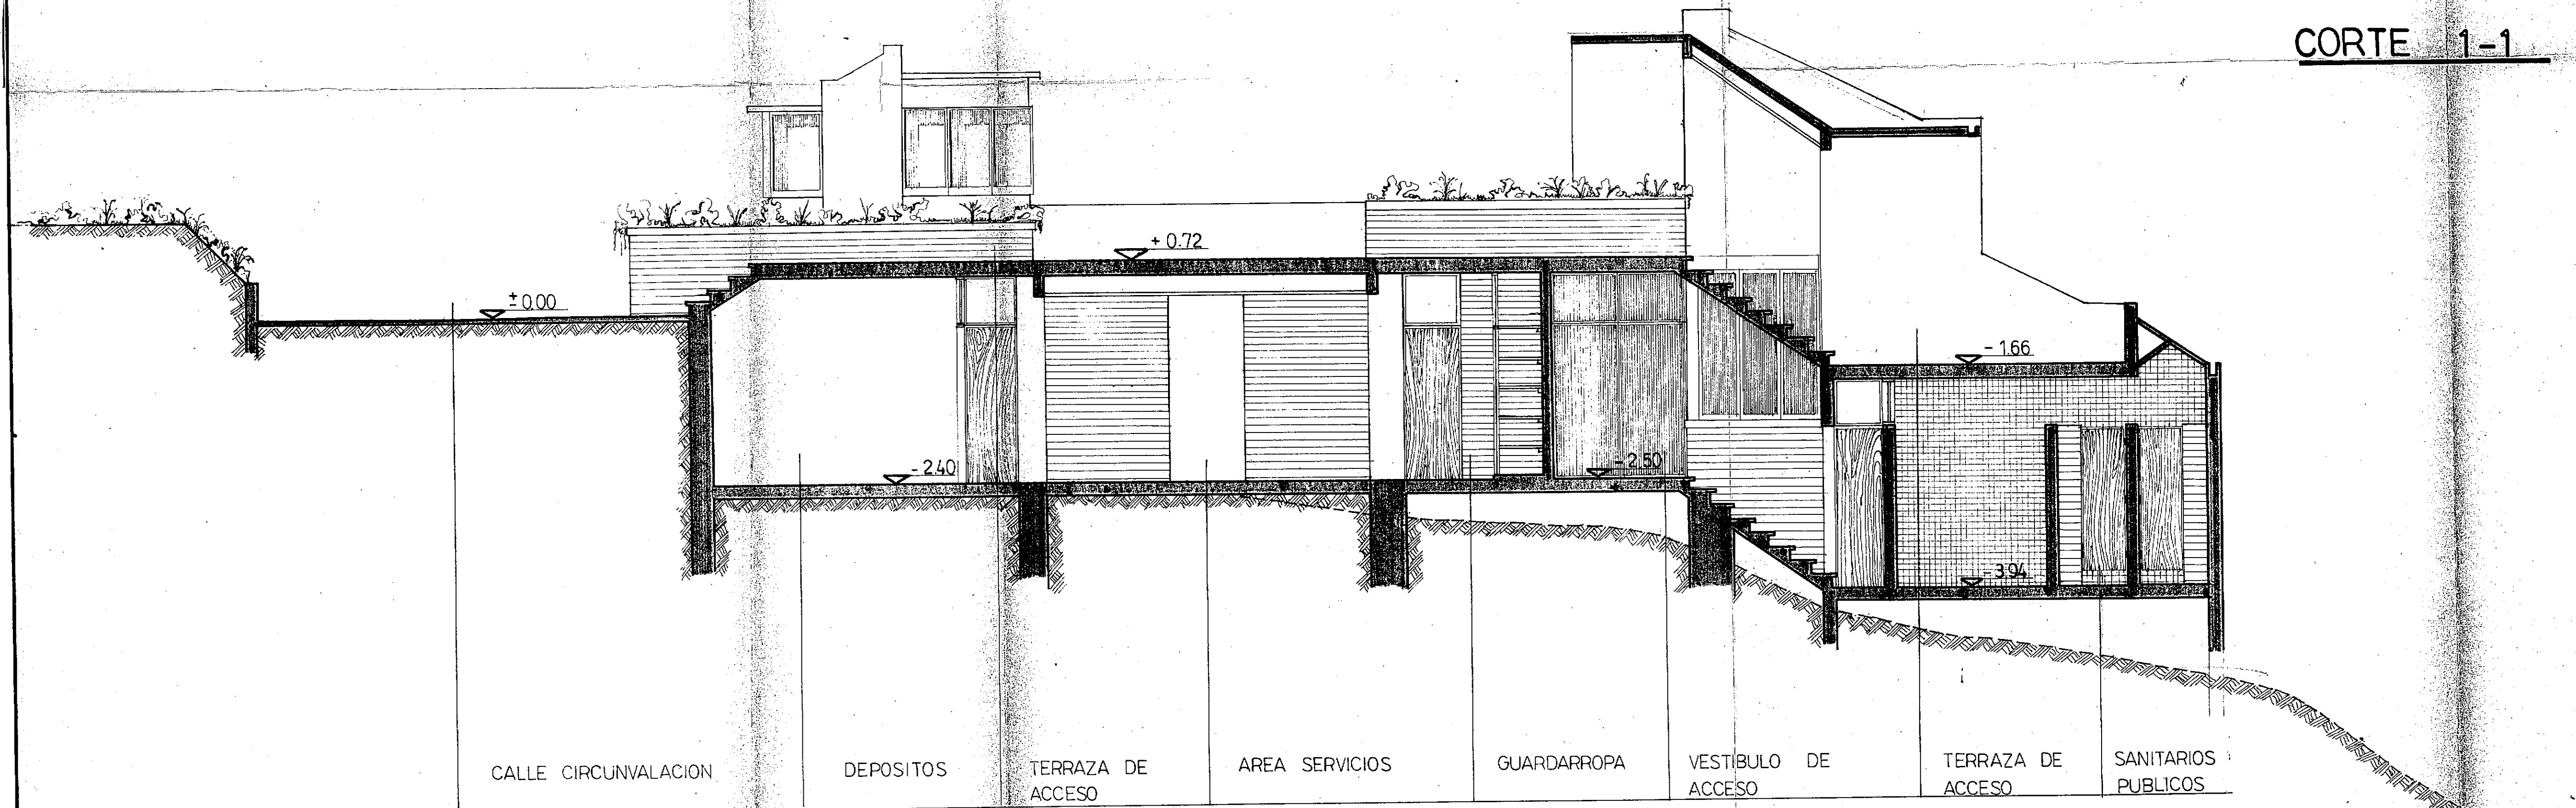 CORTE 1-1
+ 0.72
± 0.00
- 1.66
- 2.40
- 2.50
- 3.94
CALLE CIRCUNVALACION
DEPOSITOS
TERRAZA DE
ACCESO
AREA SERVICIOS
GUARDARROPA
VESTIBULO DE
ACCESO
TERRAZA DE
ACCESO
SANITARIOS
PUBLICOS